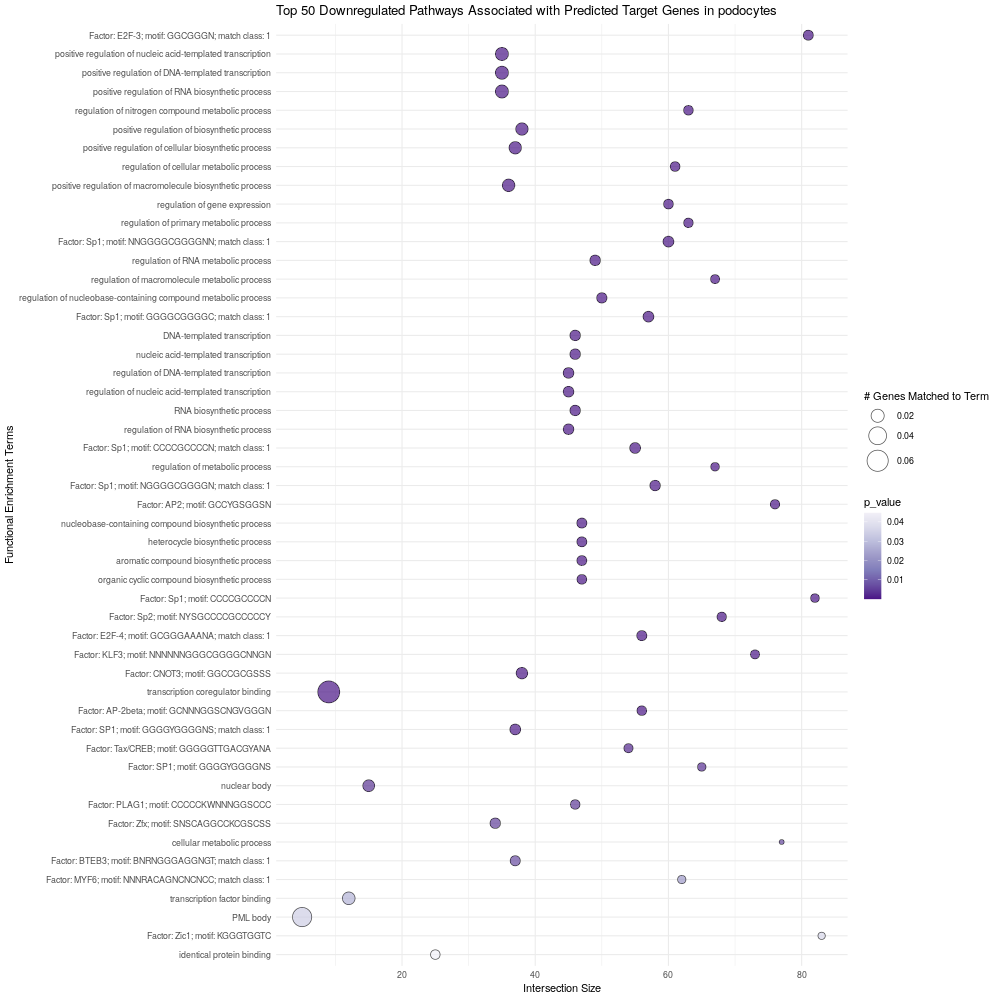 Top 50 Downregulated Pathways Associated with Predicted Target Genes in podocytes
Functional Enrichment Terms
Factor: E2F-3; motif: GGCGGGN; match class: 1
positive regulation of nucleic acid-templated transcription
positive regulation of DNA-templated transcription
positive regulation of RNA biosynthetic process
regulation of nitrogen compound metabolic process
positive regulation of biosynthetic process
positive regulation of cellular biosynthetic process
regulation of cellular metabolic process
positive regulation of macromolecule biosynthetic process
regulation of gene expression
regulation of primary metabolic process
Factor: Sp1; motif: NNGGGGCGGGGNN; match class: 1
regulation of RNA metabolic process
regulation of macromolecule metabolic process
regulation of nucleobase-containing compound metabolic process
Factor: Sp1; motif: GGGGCGGGGC; match class: 1
DNA-templated transcription
nucleic acid-templated transcription
regulation of DNA-templated transcription
regulation of nucleic acid-templated transcription
RNA biosynthetic process
regulation of RNA biosynthetic process
Factor: Sp1; motif: CCCCGCCCCN; match class: 1
regulation of metabolic process
Factor: Sp1; motif: NGGGGCGGGGN; match class: 1
Factor: AP2; motif: GCCYGSGGSN
nucleobase-containing compound biosynthetic process
heterocycle biosynthetic process
aromatic compound biosynthetic process
organic cyclic compound biosynthetic process
Factor: Sp1; motif: CCCCGCCCCN
Factor: Sp2; motif: NYSGCCCCGCCCCCY
Factor: E2F-4; motif: GCGGGAAANA; match class: 1
Factor: KLF3; motif: NNNNNNGGGCGGGGCNNGN
Factor: CNOT3; motif: GGCCGCGSSS
transcription coregulator binding
Factor: AP-2beta; motif: GCNNNGGSCNGVGGGN
Factor: SP1; motif: GGGGYGGGGNS; match class: 1
Factor: Tax/CREB; motif: GGGGGTTGACGYANA
Factor: SP1; motif: GGGGYGGGGNS
nuclear body
Factor: PLAG1; motif: CCCCCKWNNNGGSCCC
Factor: Zfx; motif: SNSCAGGCCKCGSCSS
cellular metabolic process
Factor: BTEB3; motif: BNRNGGGAGGNGT; match class: 1
Factor: MYF6; motif: NNNRACAGNCNCNCC; match class: 1
transcription factor binding
PML body
Factor: Zic1; motif: KGGGTGGTC
identical protein binding
20
40
60
80
Intersection Size
# Genes Matched to Term
0.02
0.04
0.06
p_value
0.04
0.03
0.02
0.01